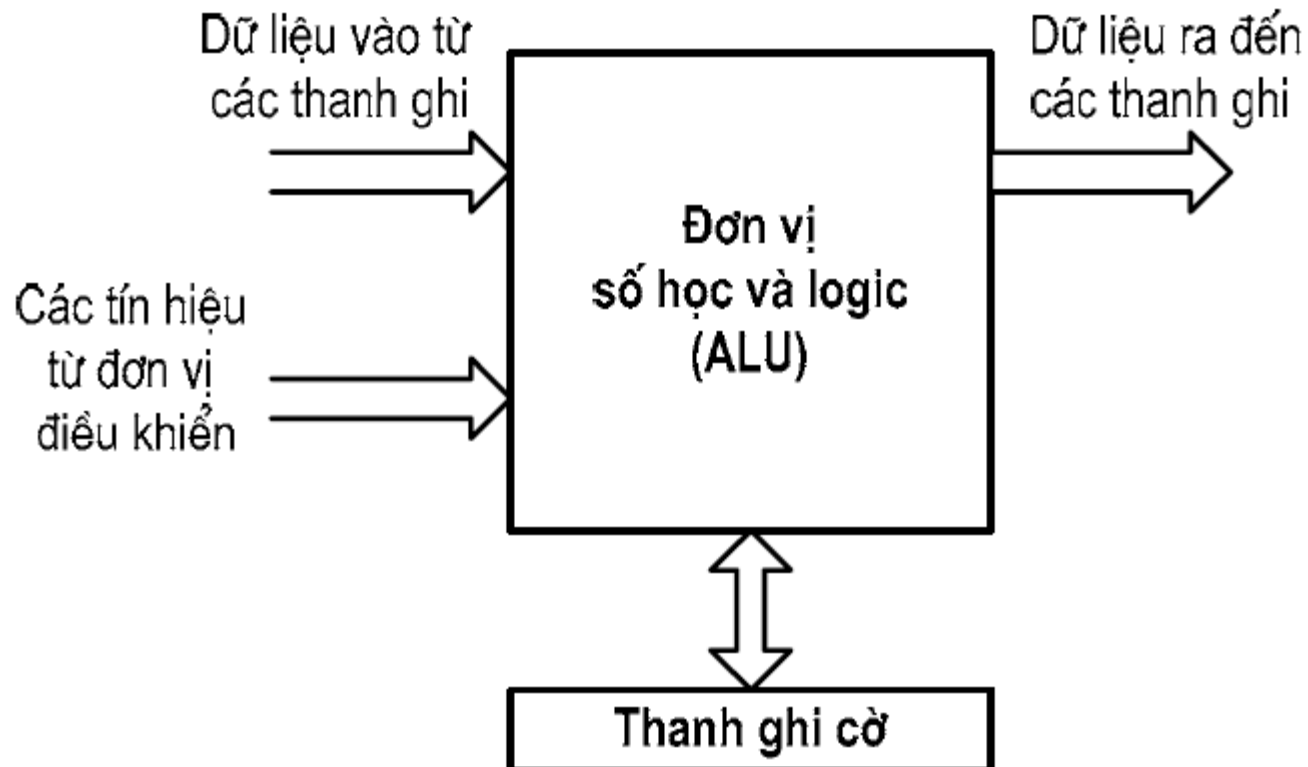 Dữ liệu vào từ
các thanh ghi
Dữ liệu ra đến
các thanh ghi
Đơn vị
số học và logic
(ALU)
Các tín hiệu
từ đơn vị
điều khiển
Thanh ghi cờ